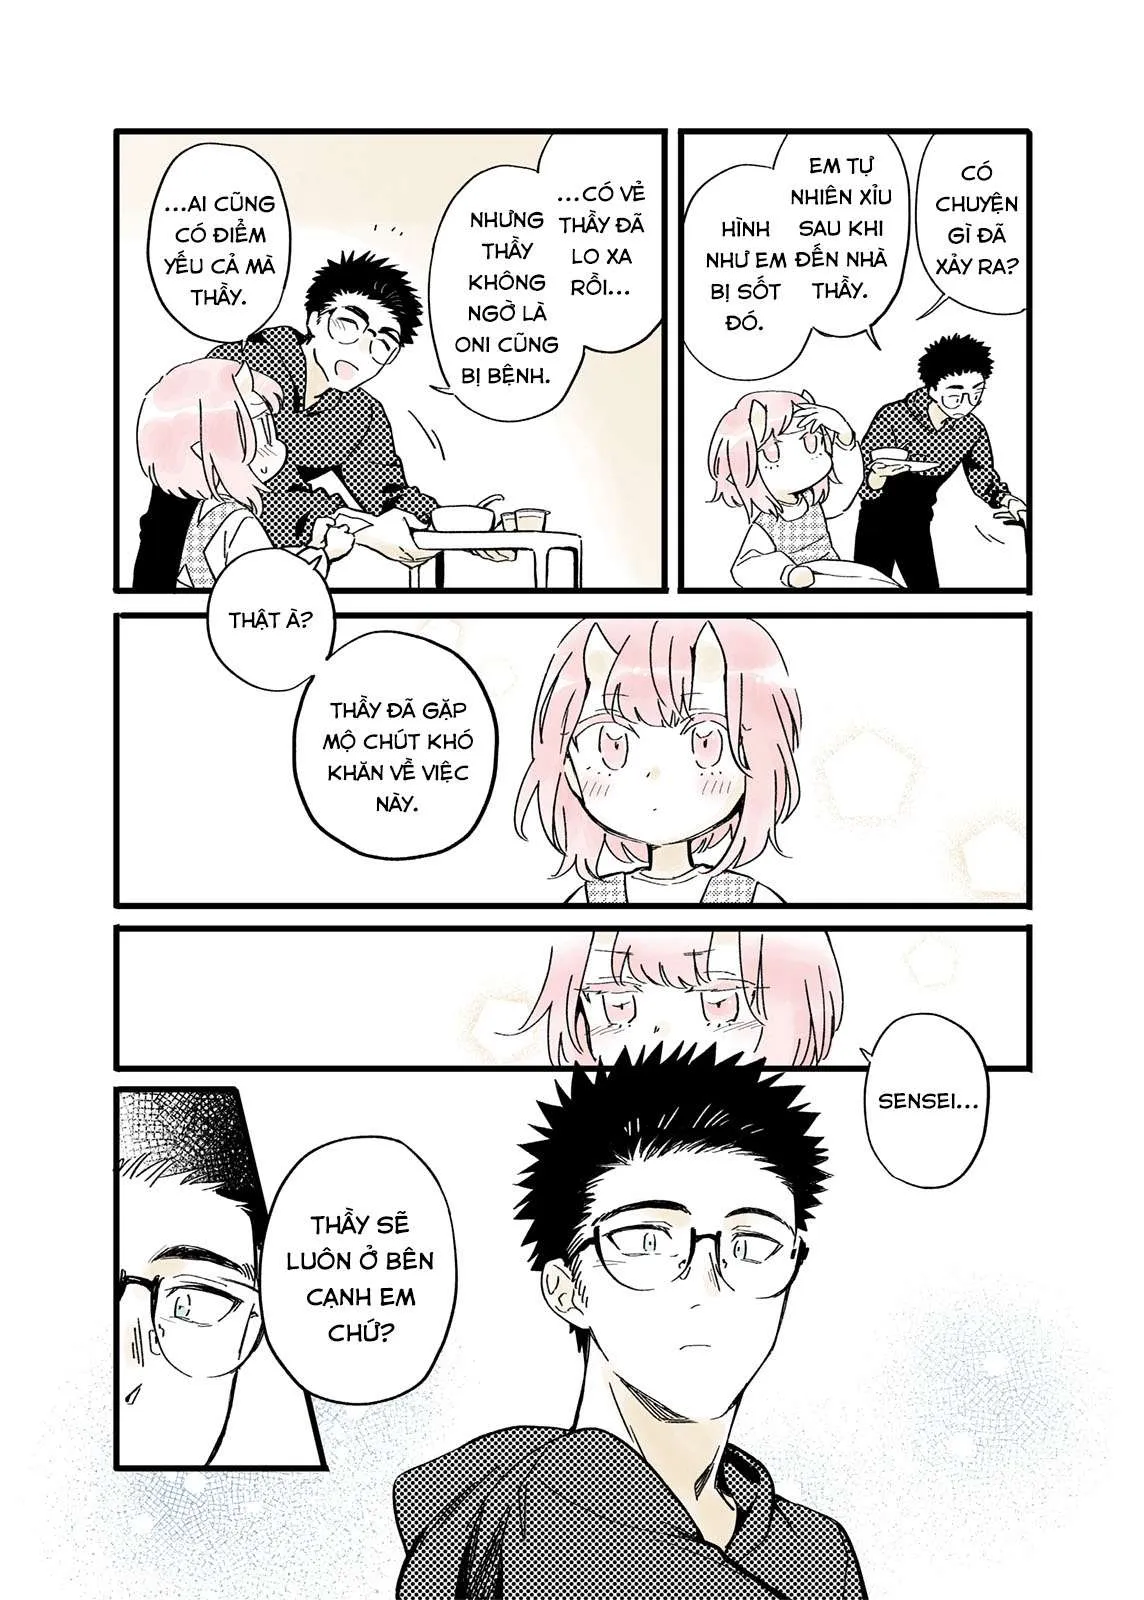 CÓ
CHUYỆN
GÌ ĐÃ
XẢY RA?
EM TỰ
NHIÊN XỈU
SAU KHI
ĐẾN NHÀ
THẦY.
HÌNH
NHƯ EM
BỊ SỐT
ĐÓ.
...CÓ VẺ
THẦY ĐÃ
LO XA
RỒI...
NHƯNG
THẦY
KHÔNG
NGỜ LÀ
ONI CŨNG
BỊ BỆNH.
...AI CŨNG
CÓ ĐIỂM
YẾU CẢ MÀ
THẦY.
THẬT À?
THẦY ĐÃ GẶP
MỘ CHÚT KHÓ
KHĂN VỀ VIỆC
NÀY.
SENSEI...
THẦY SẼ
LUÔN Ở BÊN
CẠNH EM
CHỨ?